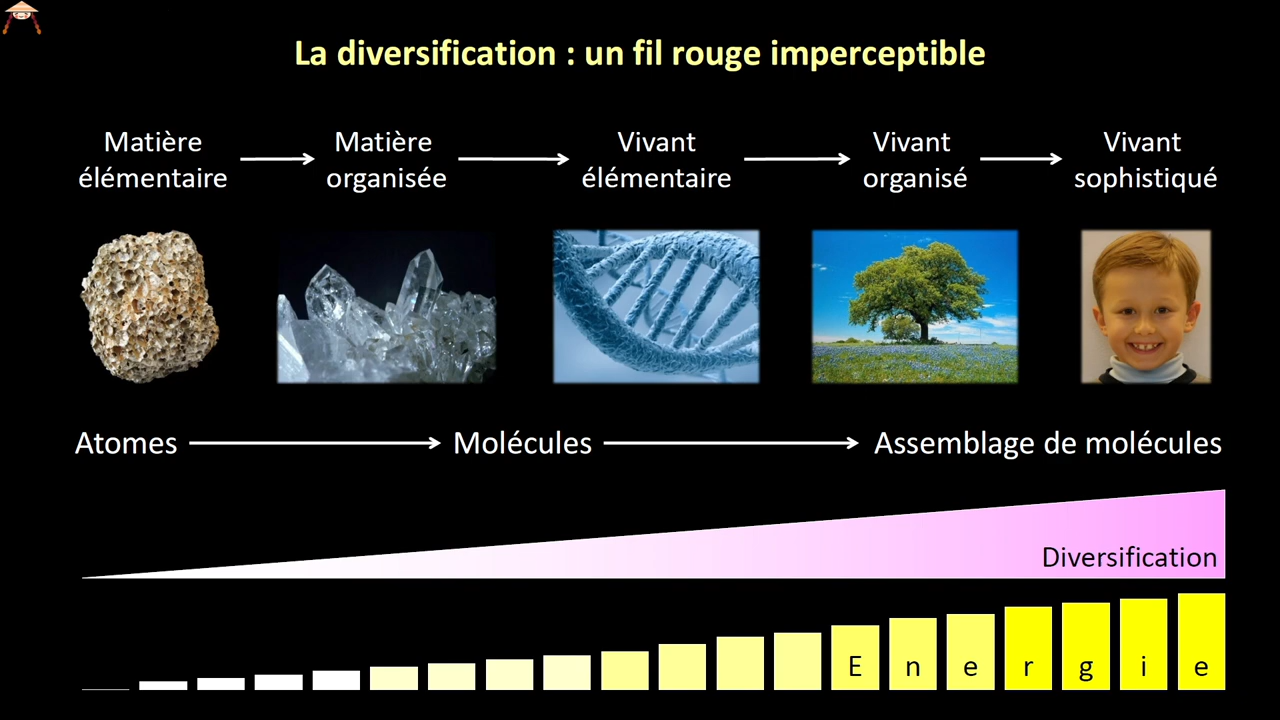 La diversification : un fil rouge imperceptible
Matière
élémentaire
Matière
organisée
Vivant
élémentaire
Vivant
organisé
Vivant
sophistiqué
Atomes
Molécules
Assemblage de molécules
Diversification
E n e r g i e